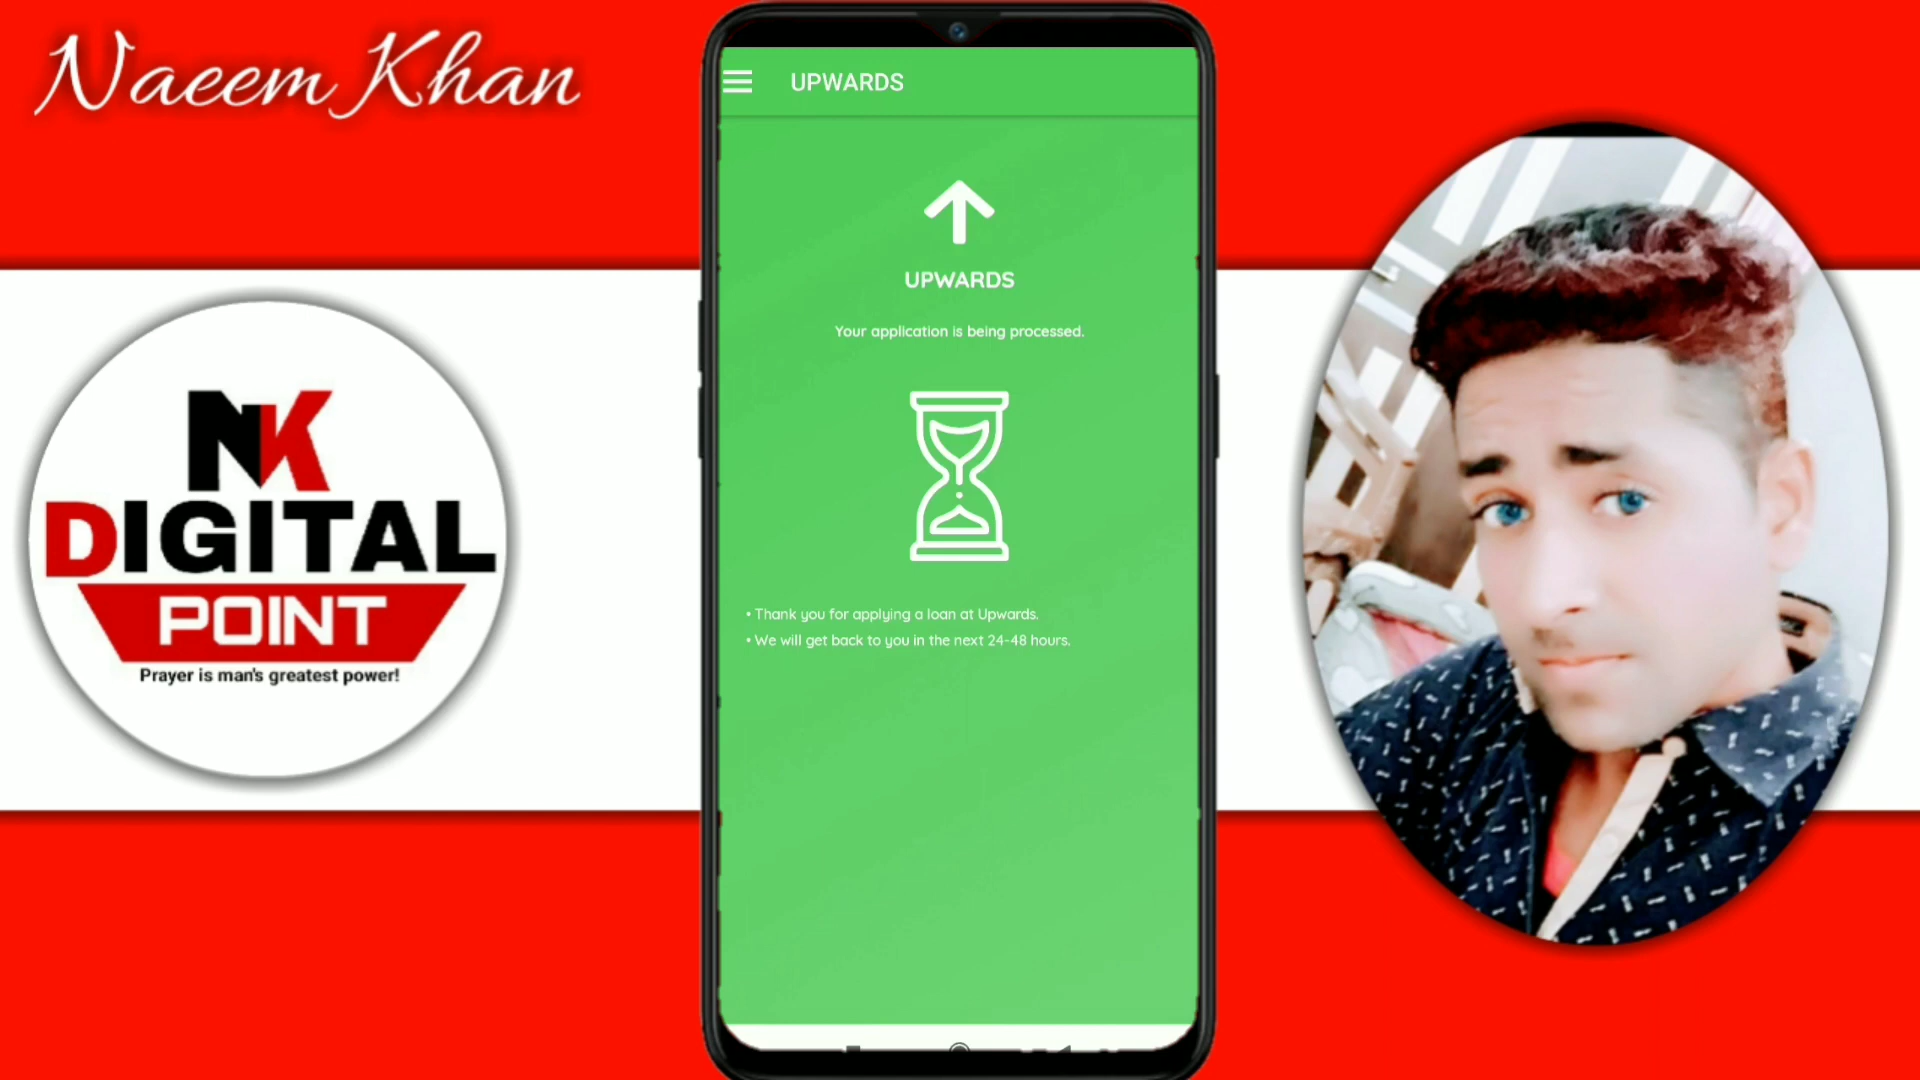 Naeem Khan
NK
DIGITAL
POINT
Prayer is man's greatest power!
UPWARDS
UPWARDS
Your application is being processed.
• Thank you for applying a loan at Upwards.
• We will get back to you in the next 24-48 hours.